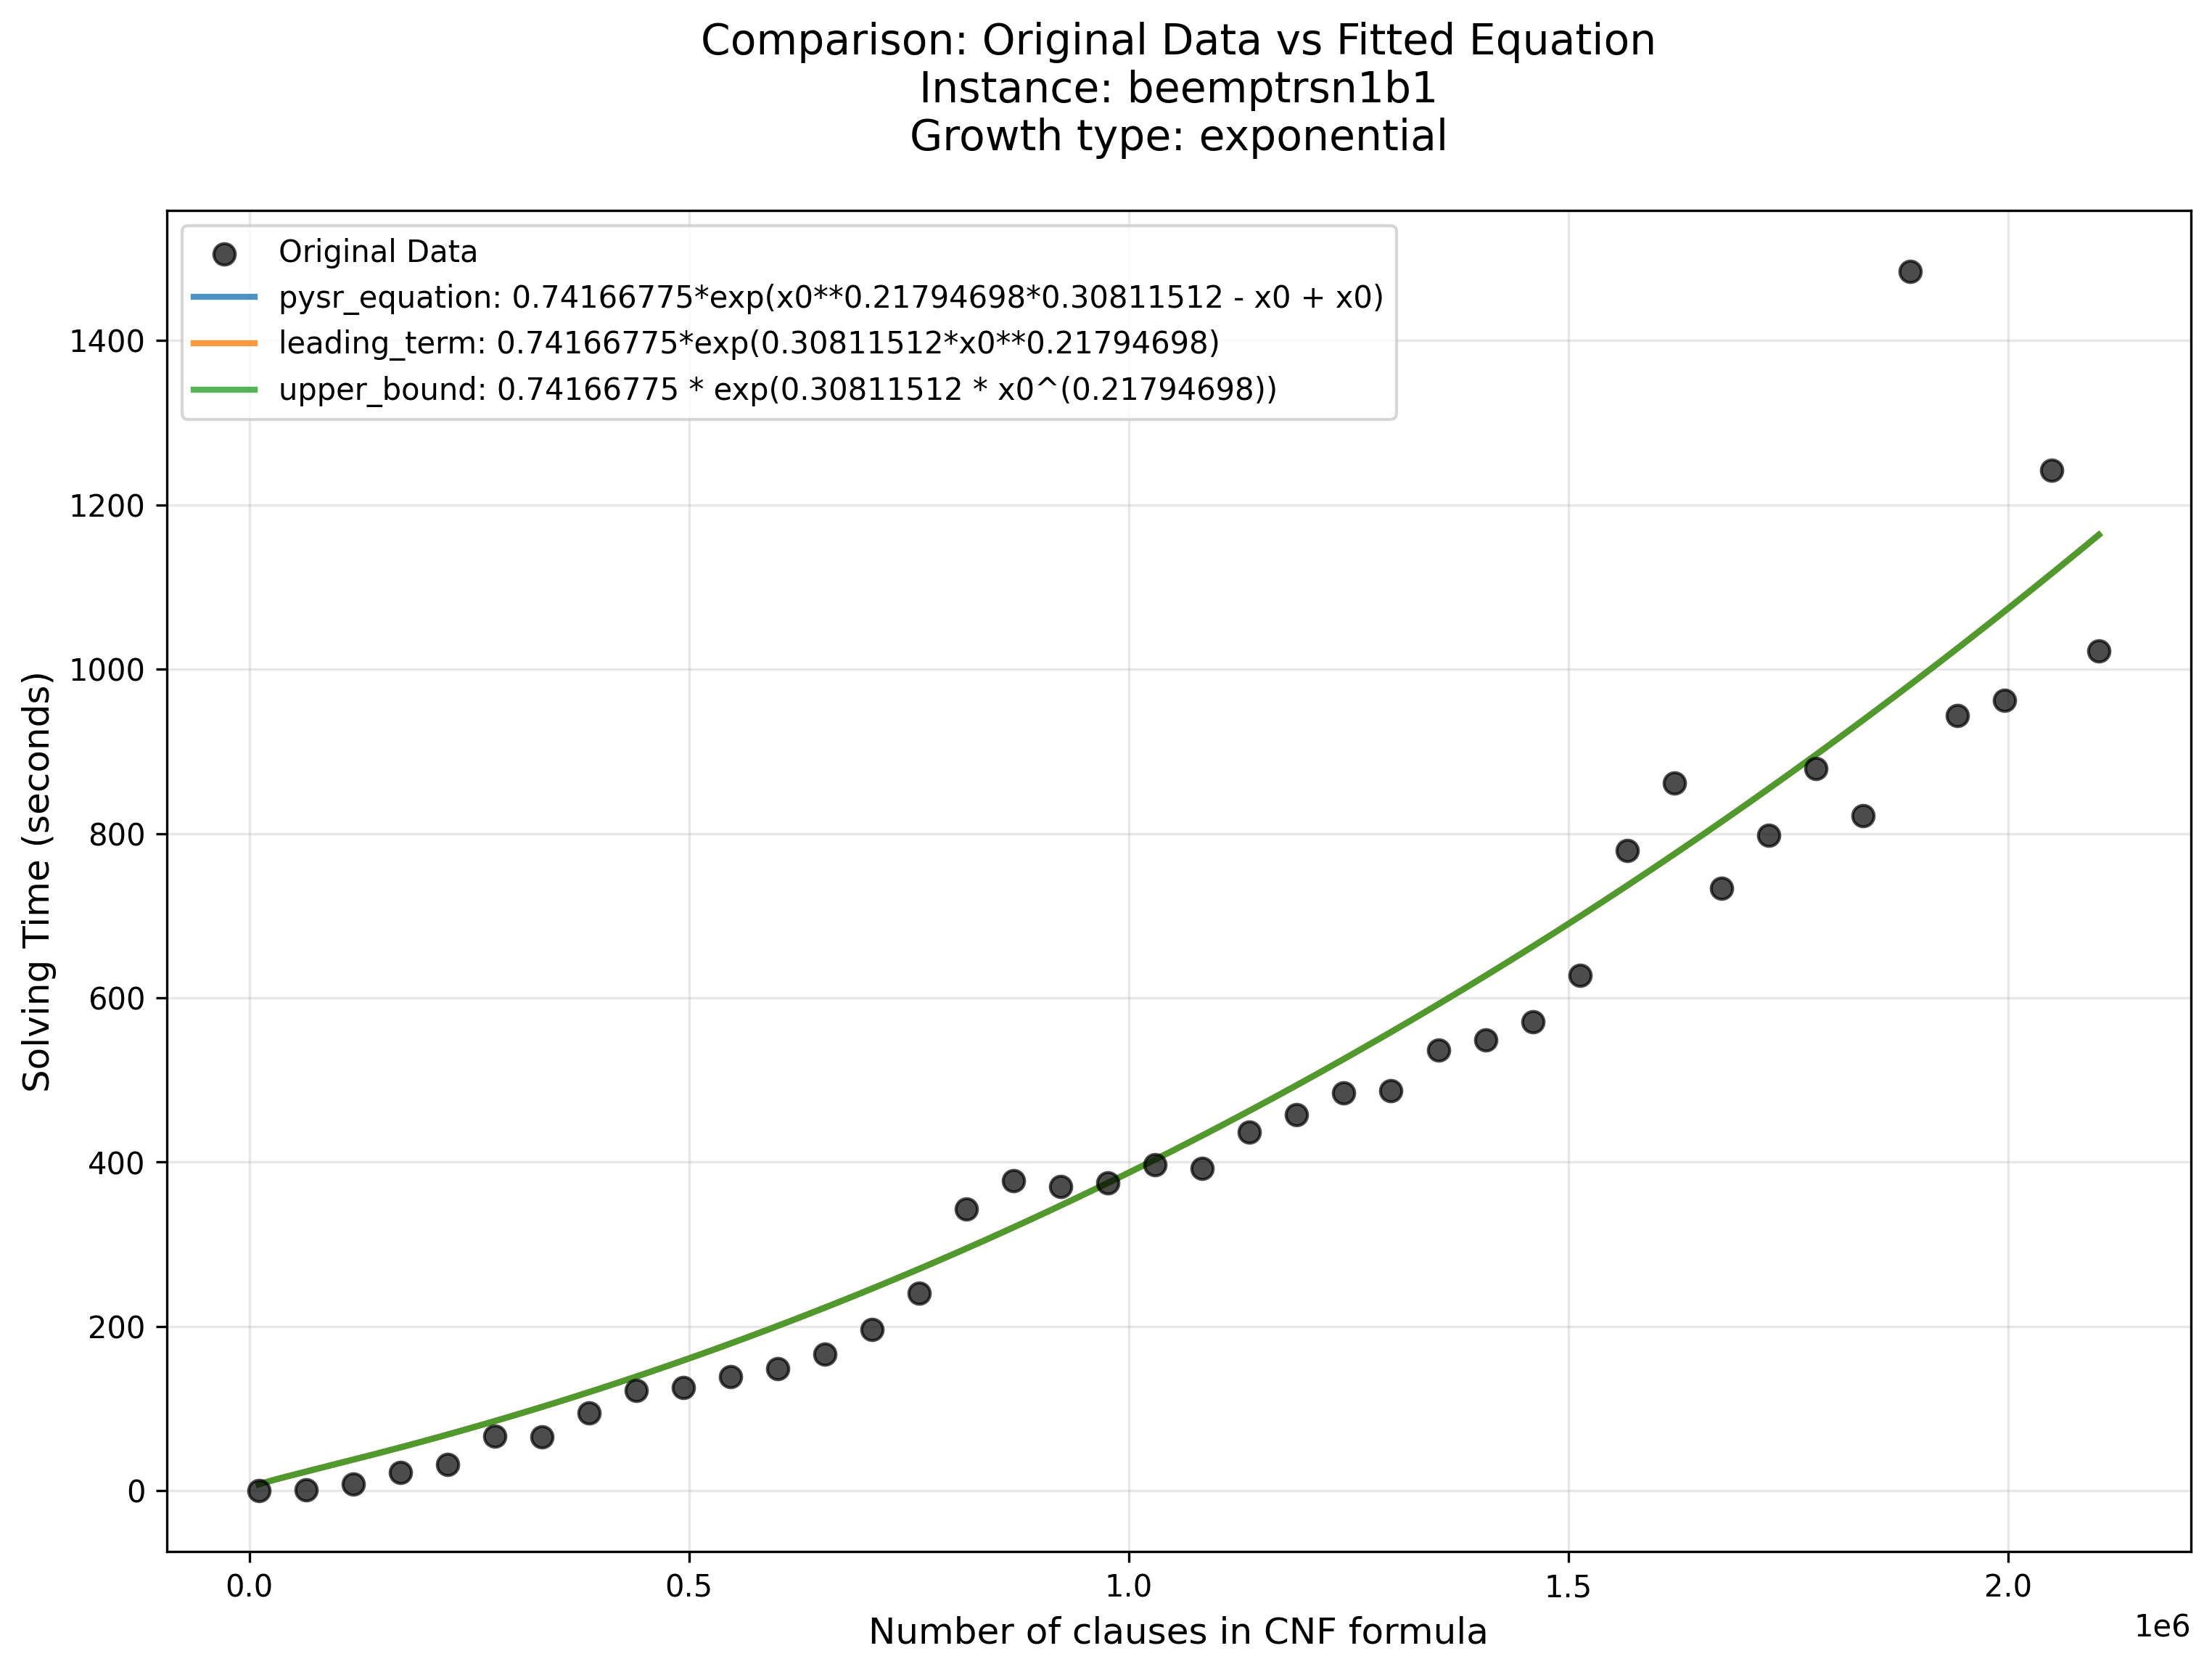 Comparison: Original Data vs Fitted Equation
Instance: beemptrsn1b1
Growth type: exponential
Original Data
pysr_equation: 0.74166775*exp(x0**0.21794698*0.30811512 - x0 + x0)
leading_term: 0.74166775*exp(0.30811512*x0**0.21794698)
upper_bound: 0.74166775 * exp(0.30811512 * x0^(0.21794698))
1400
1200
1000
800
600
400
200
0
Solving Time (seconds)
0.0 0.5 1.0 1.5 2.0
1e6
Number of clauses in CNF formula